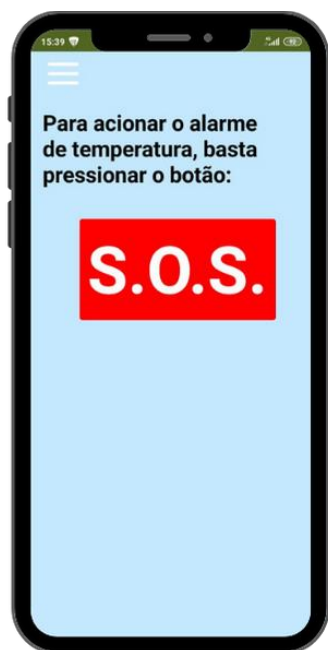 15:39
Para acionar o alarme
de temperatura, basta
pressionar o botão:
S.O.S.